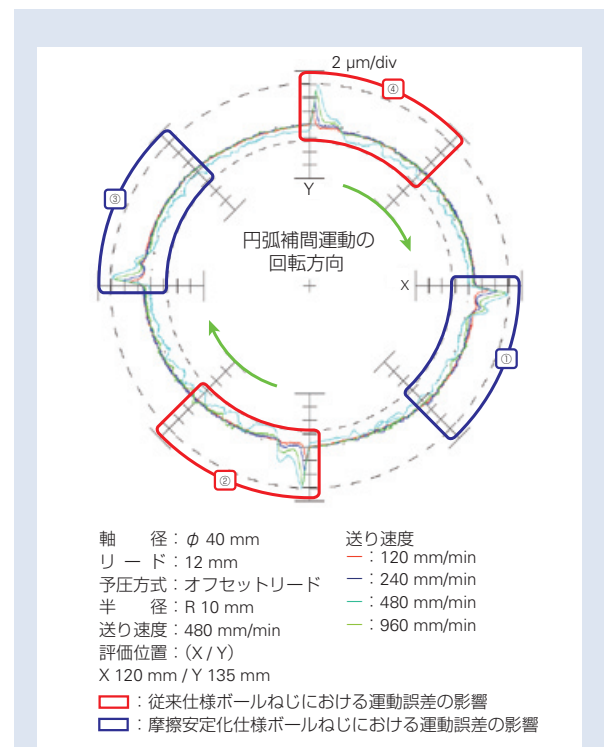 2 µm/div
④
Y
③
円弧補間運動の
回転方向
X
①
②
軸　　径：φ 40 mm
リ ー ド：12 mm
予圧方式：オフセットリード
半　　径：R 10 mm
送り速度：480 mm/min
評価位置：(X / Y)
X 120 mm / Y 135 mm
送り速度
―：120 mm/min
―：240 mm/min
―：480 mm/min
―：960 mm/min
：従来仕様ボールねじにおける運動誤差の影響
：摩擦安定化仕様ボールねじにおける運動誤差の影響